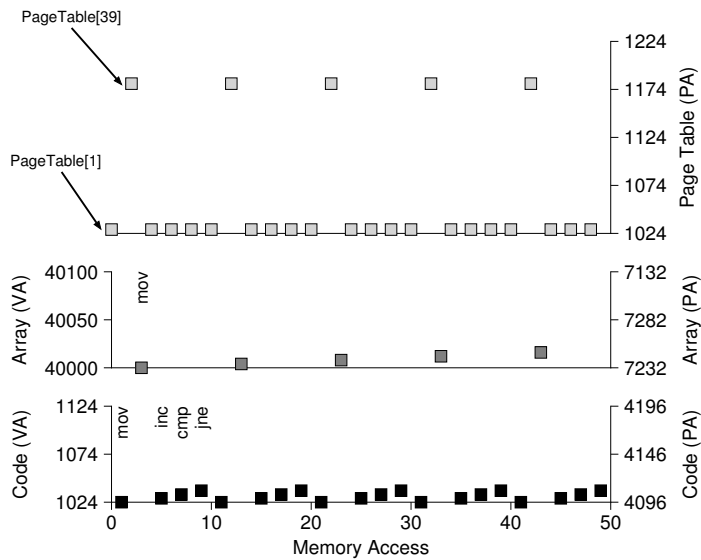 PageTable[39]
PageTable[1]
1224
1174
1124
1074
1024
Page Table (PA)
40100
40050
40000
Array (VA)
mov
7132
7282
7232
Array (PA)
1124
1074
1024
Code (VA)
mov
inc
cmp
jne
4196
4146
4096
Code (PA)
0 10 20 30 40 50
Memory Access